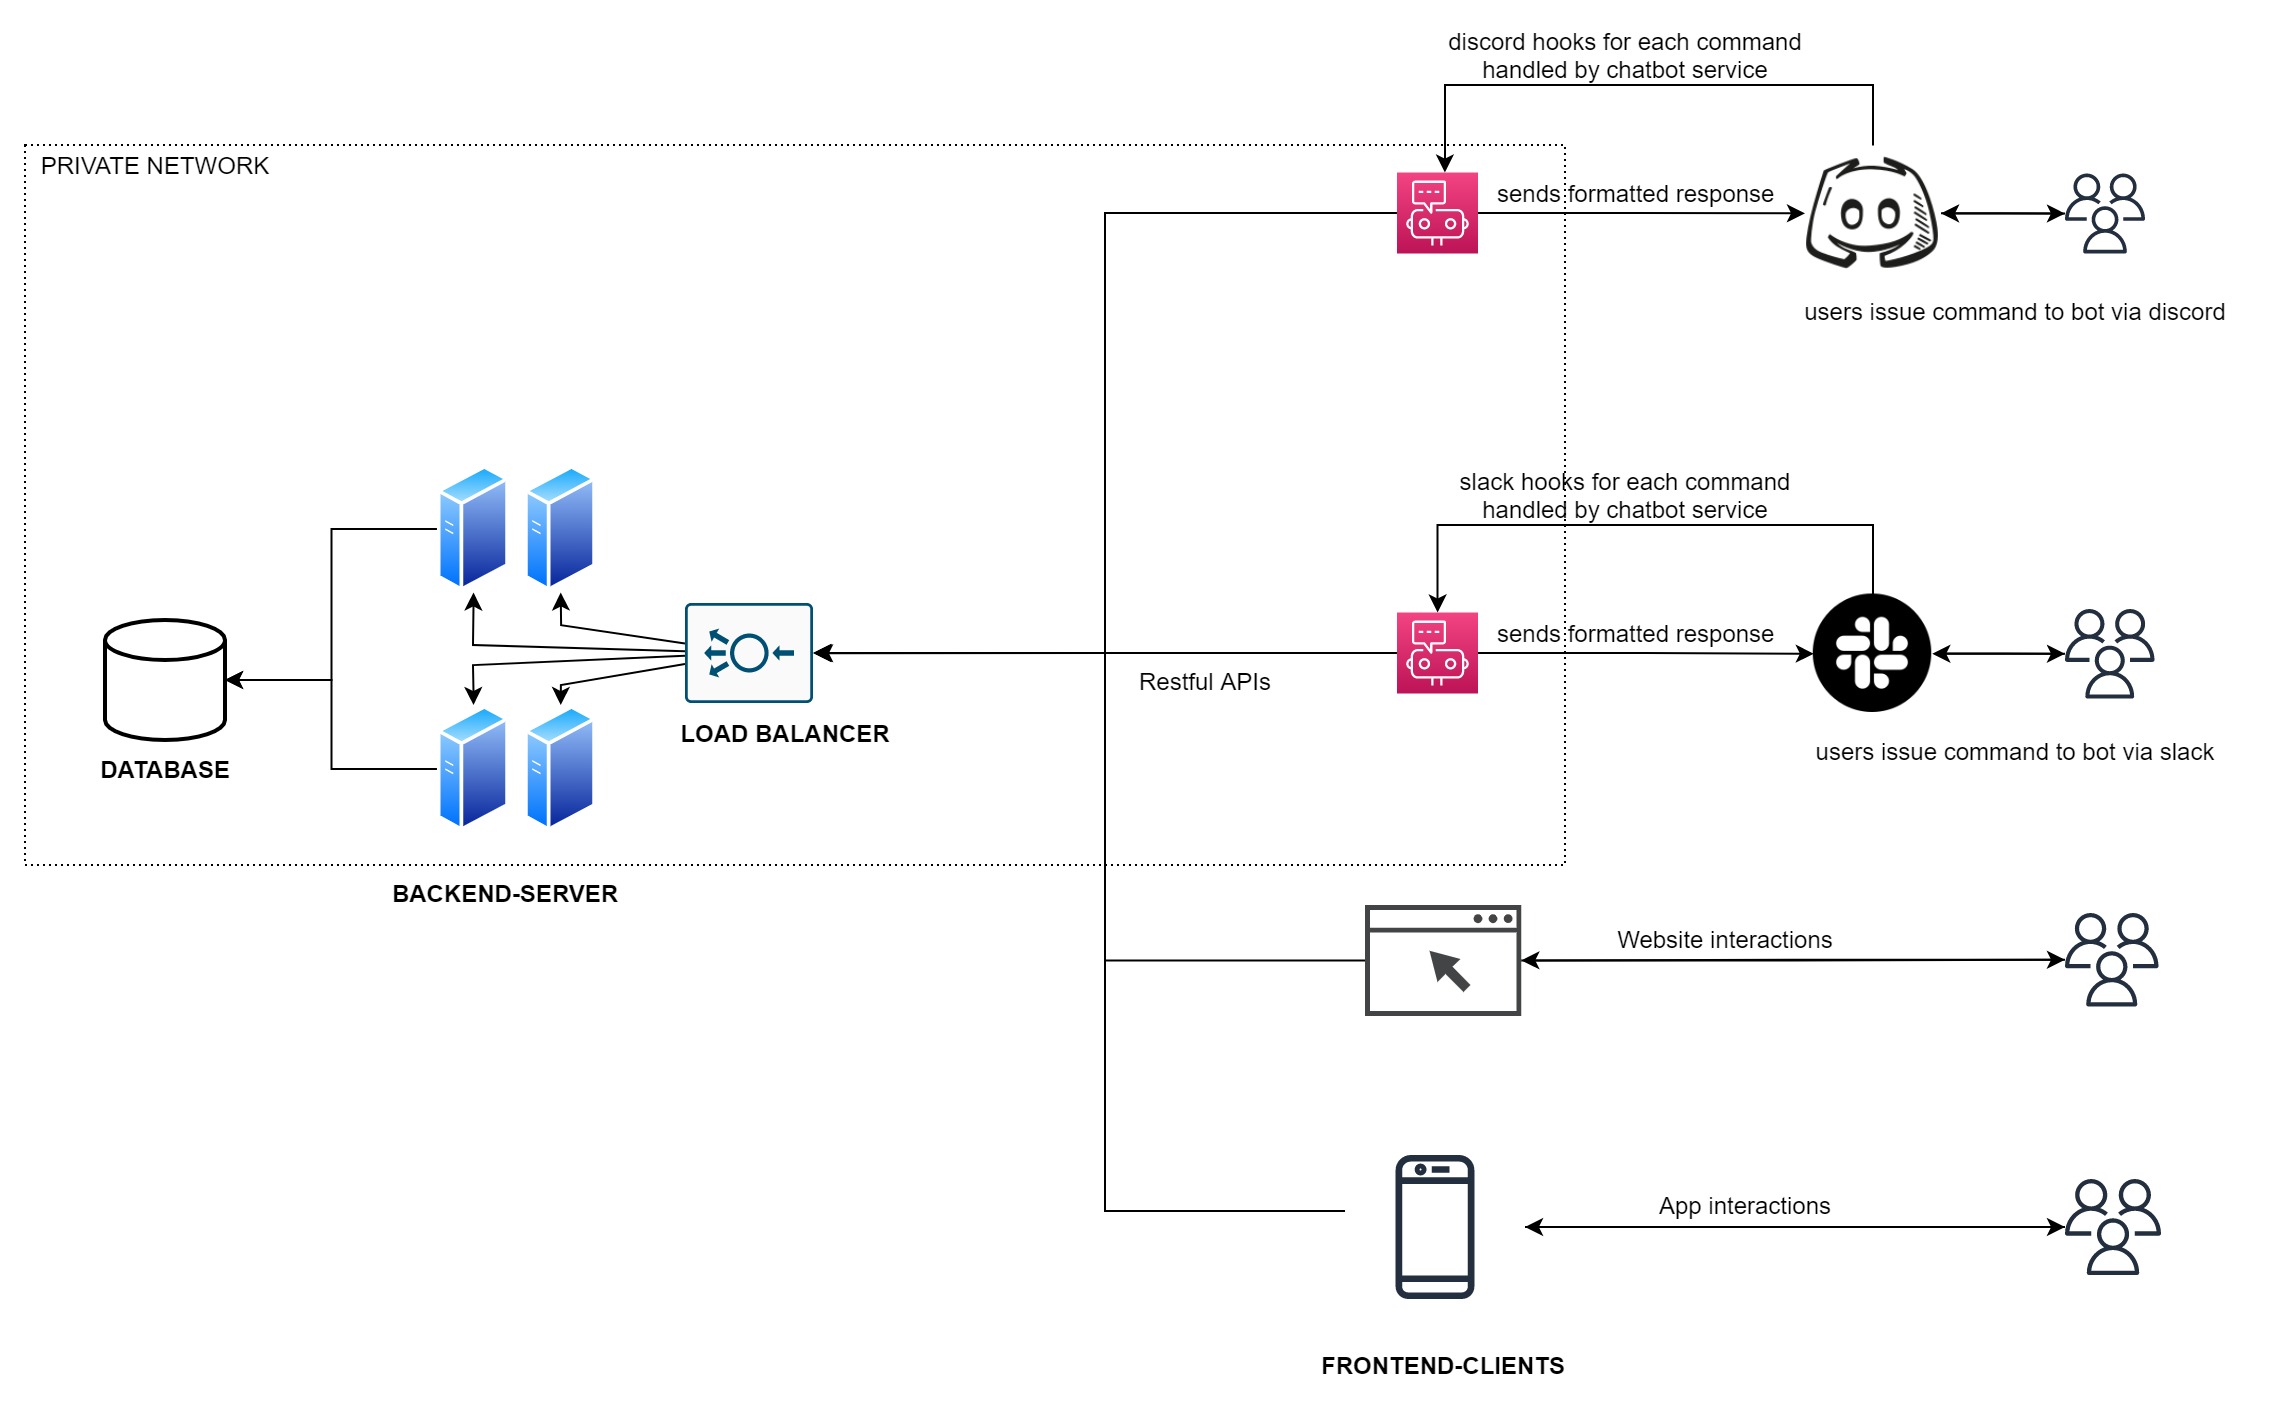 discord hooks for each command
handled by chatbot service
PRIVATE NETWORK
sends formatted response
users issue command to bot via discord
slack hooks for each command
handled by chatbot service
sends formatted response
Restful APIs
LOAD BALANCER
users issue command to bot via slack
DATABASE
BACKEND-SERVER
Website interactions
App interactions
FRONTEND-CLIENTS